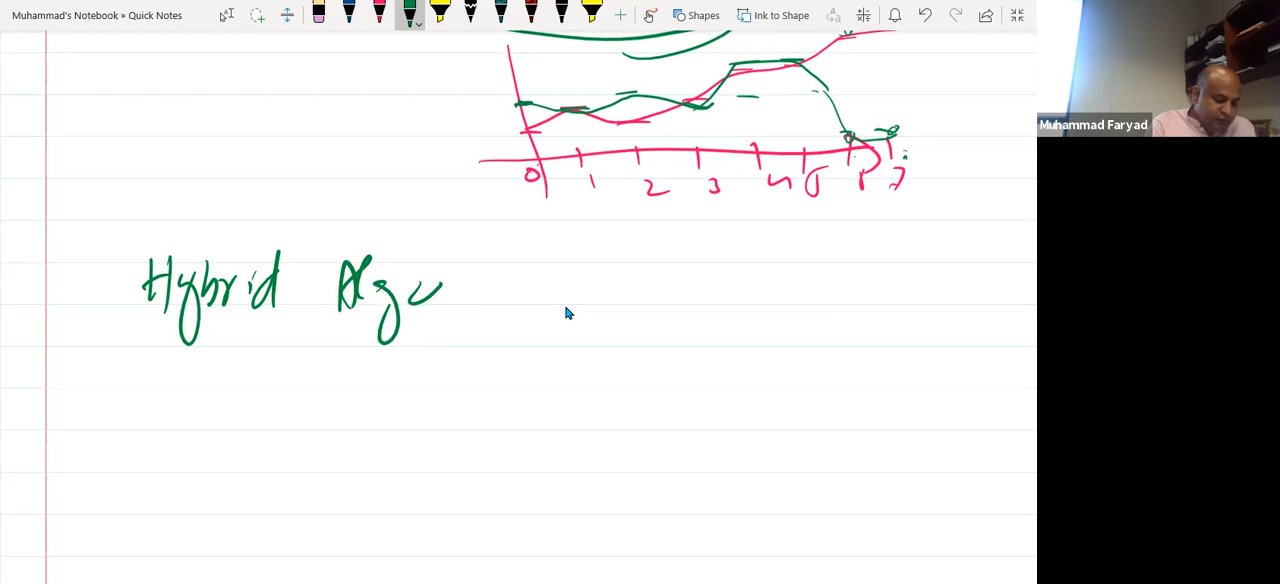 Muhammad's Notebook » Quick Notes
Shapes
Ink to Shape
Muhammad Faryad
0 1 2 3 4 5 6 7
Hybrid Algo